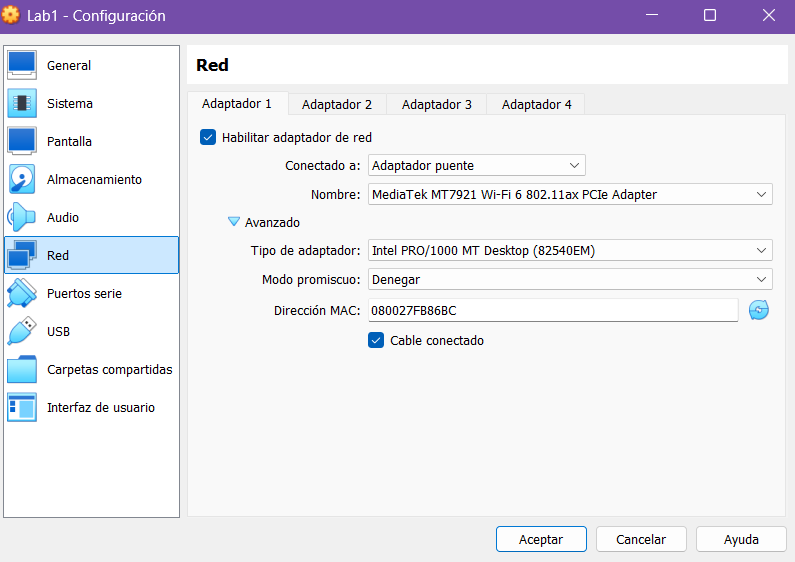 Lab1 - Configuración
General
Sistema
Pantalla
Almacenamiento
Audio
Red
Puertos serie
USB
Carpetas compartidas
Interfaz de usuario
Red
Adaptador 1 Adaptador 2 Adaptador 3 Adaptador 4
Habilitar adaptador de red
Conectado a: Adaptador puente
Nombre: MediaTek MT7921 Wi-Fi 6 802.11ax PCIe Adapter
Avanzado
Tipo de adaptador: Intel PRO/1000 MT Desktop (82540EM)
Modo promiscuo: Denegar
Dirección MAC: 080027FB86BC
Cable conectado
Aceptar Cancelar Ayuda